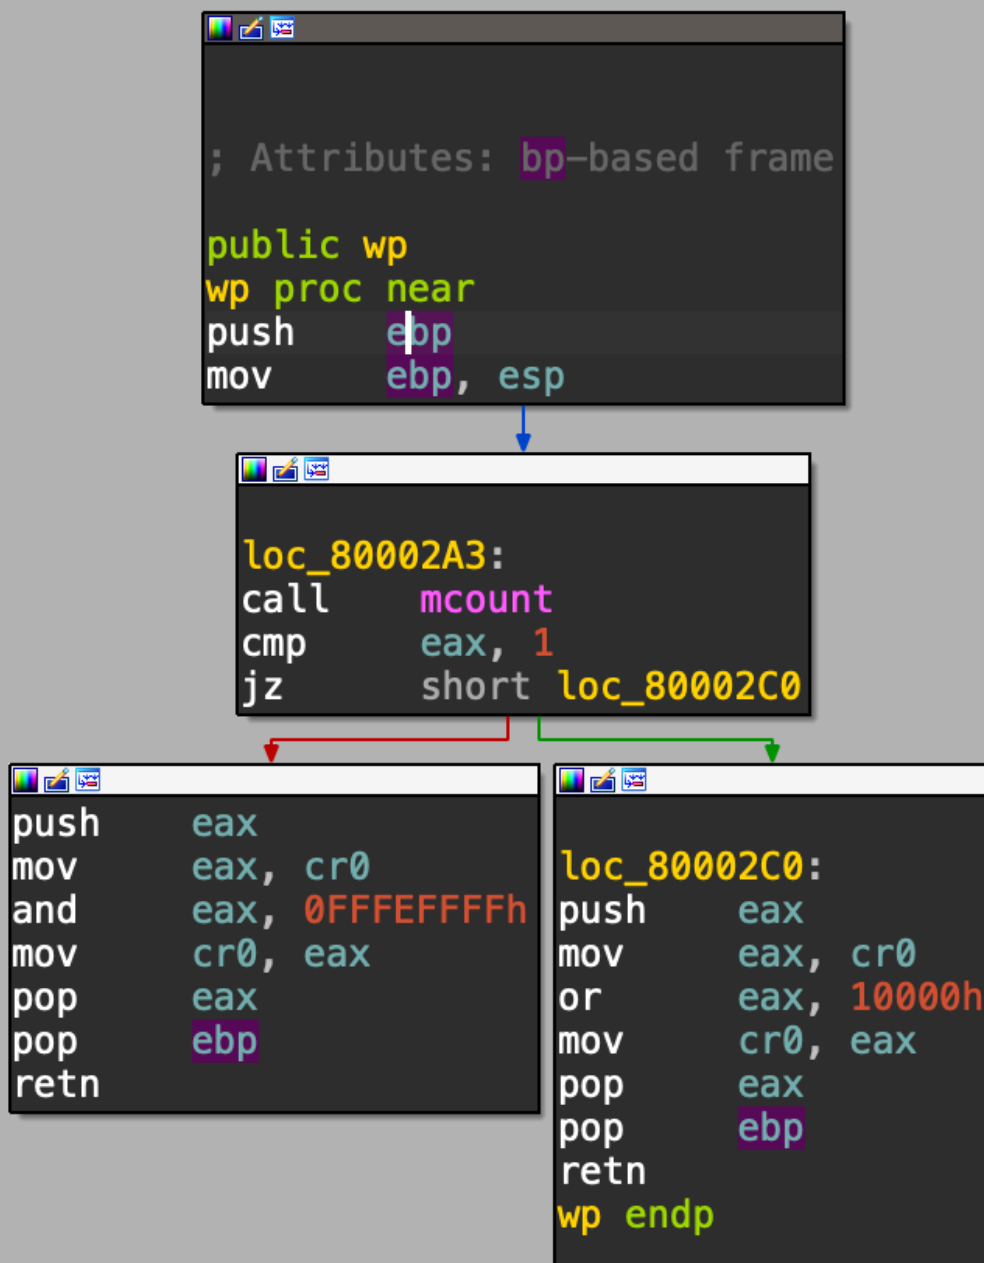 ; Attributes: bp-based frame
public wp
wp proc near
push ebp
mov ebp, esp
loc_80002A3:
call mcount
cmp eax, 1
jz short loc_80002C0
push eax
mov eax, cr0
and eax, 0FFFEFFFFh
mov cr0, eax
pop eax
pop ebp
retn
loc_80002C0:
push eax
mov eax, cr0
or eax, 10000h
mov cr0, eax
pop eax
pop ebp
retn
wp endp